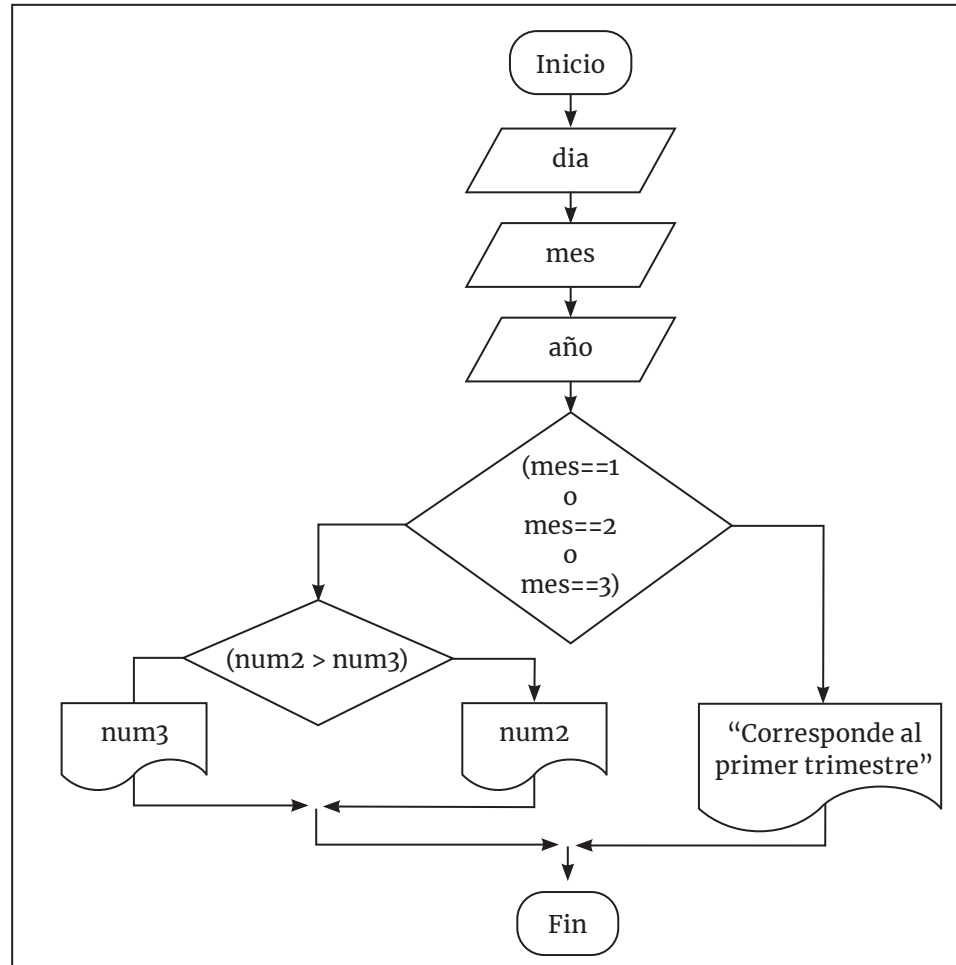 Inicio
dia
mes
año
(mes==1
o
mes==2
o
mes==3)
(num2 > num3)
num3
num2
“Corresponde al
primer trimestre”
Fin